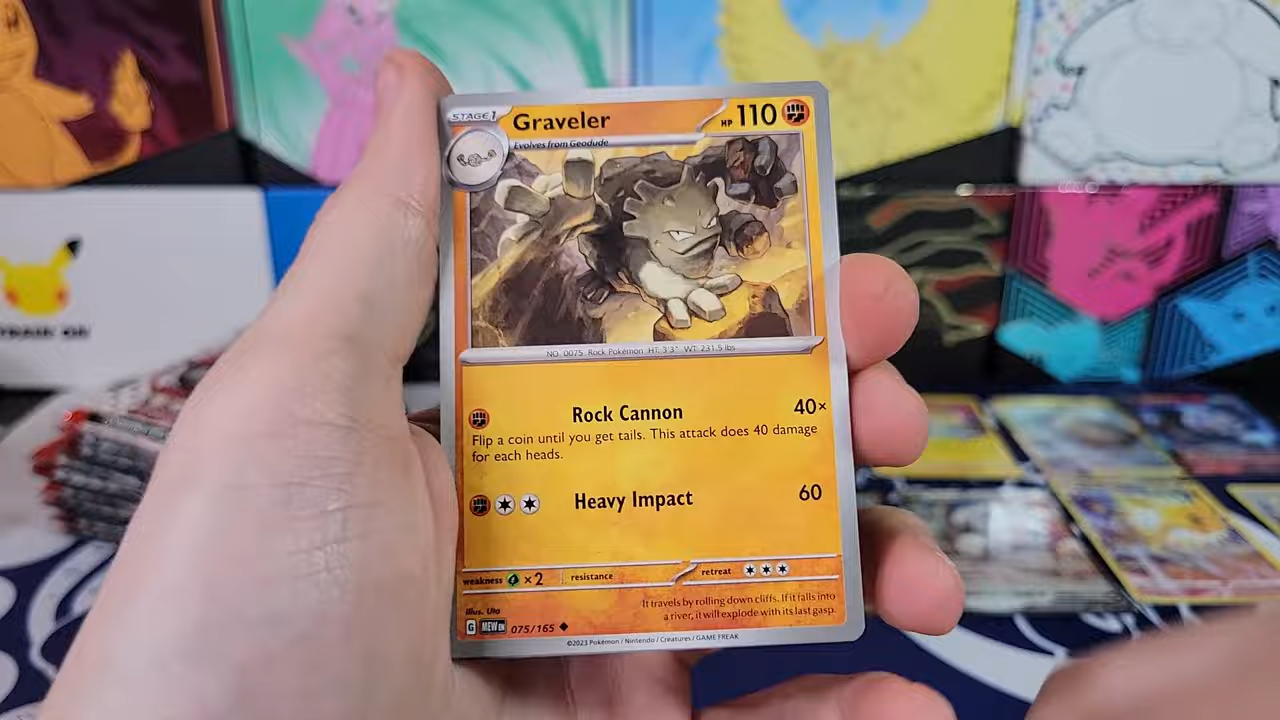 STAGE 1 Graveler HP 110
Evolves from Geodude
NO. 0075 Rock Pokémon HT: 3'3" WT: 231.5 lbs
Rock Cannon 40×
Flip a coin until you get tails. This attack does 40 damage
for each heads.
Heavy Impact 60
weakness ×2 resistance retreat
It travels by rolling down cliffs. If it falls into
a river, it will explode with its last gasp.
Illus. Uta
G MEW EN 075/165
©2023 Pokémon / Nintendo / Creatures / GAME FREAK